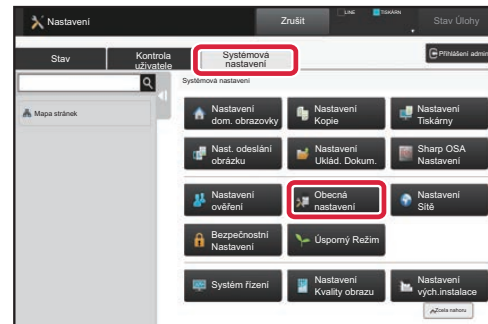 Nastavení
Zrušit
LINE
TISKÁRN
Stav Úlohy
Stav
Kontrola
uživatele
Systémová
nastavení
Přihlášení admin
Systémová nastavení
Mapa stránek
Nastavení
dom. obrazovky
Nastavení
Kopie
Nastavení
Tiskárny
Nast. odeslání
obrázku
Nastavení
Uklád. Dokum.
Sharp OSA
Nastavení
Nastavení
ověření
Obecná
nastavení
Nastavení
Sítě
Bezpečnostní
Nastavení
Úsporný Režim
Systém řízení
Nastavení
Kvality obrazu
Nastavení
vých.instalace
Zcela nahoru